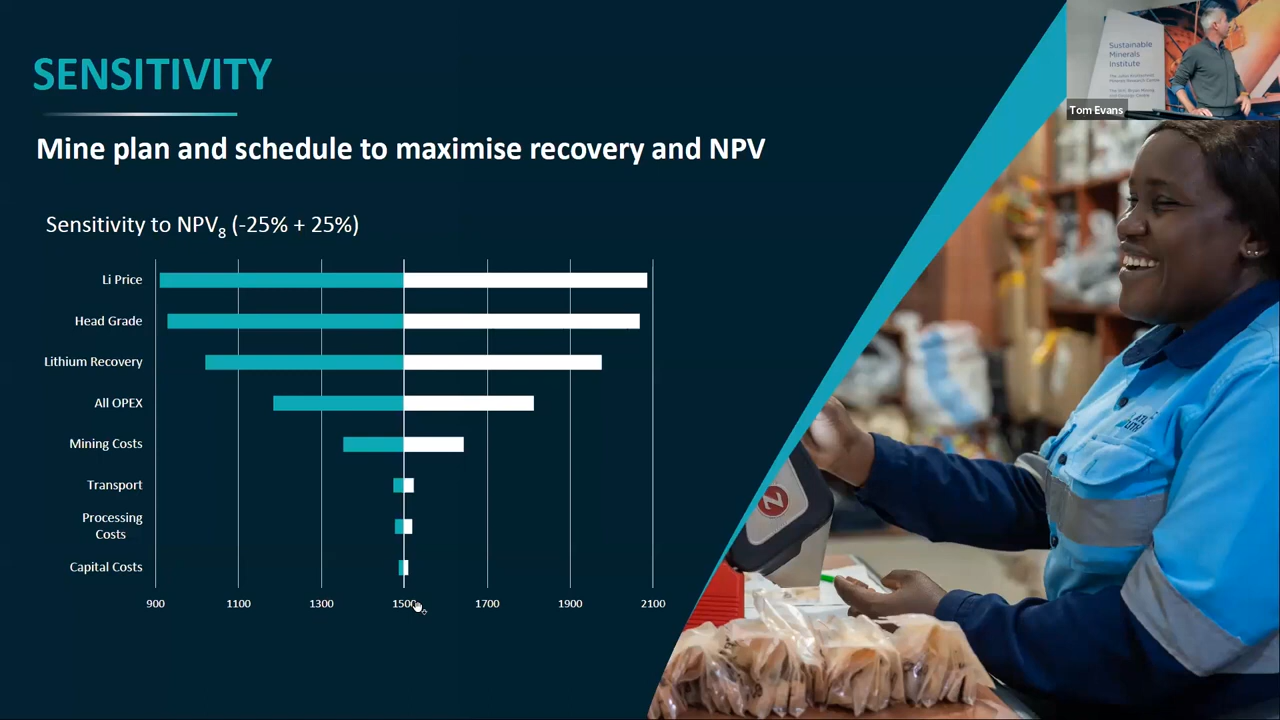 SENSITIVITY
Mine plan and schedule to maximise recovery and NPV
Sensitivity to NPV8 (-25% + 25%)
Li Price
Head Grade
Lithium Recovery
All OPEX
Mining Costs
Transport
Processing
Costs
Capital Costs
900 1100 1300 1500 1700 1900 2100
Sustainable
Minerals
Institute
Tom Evans